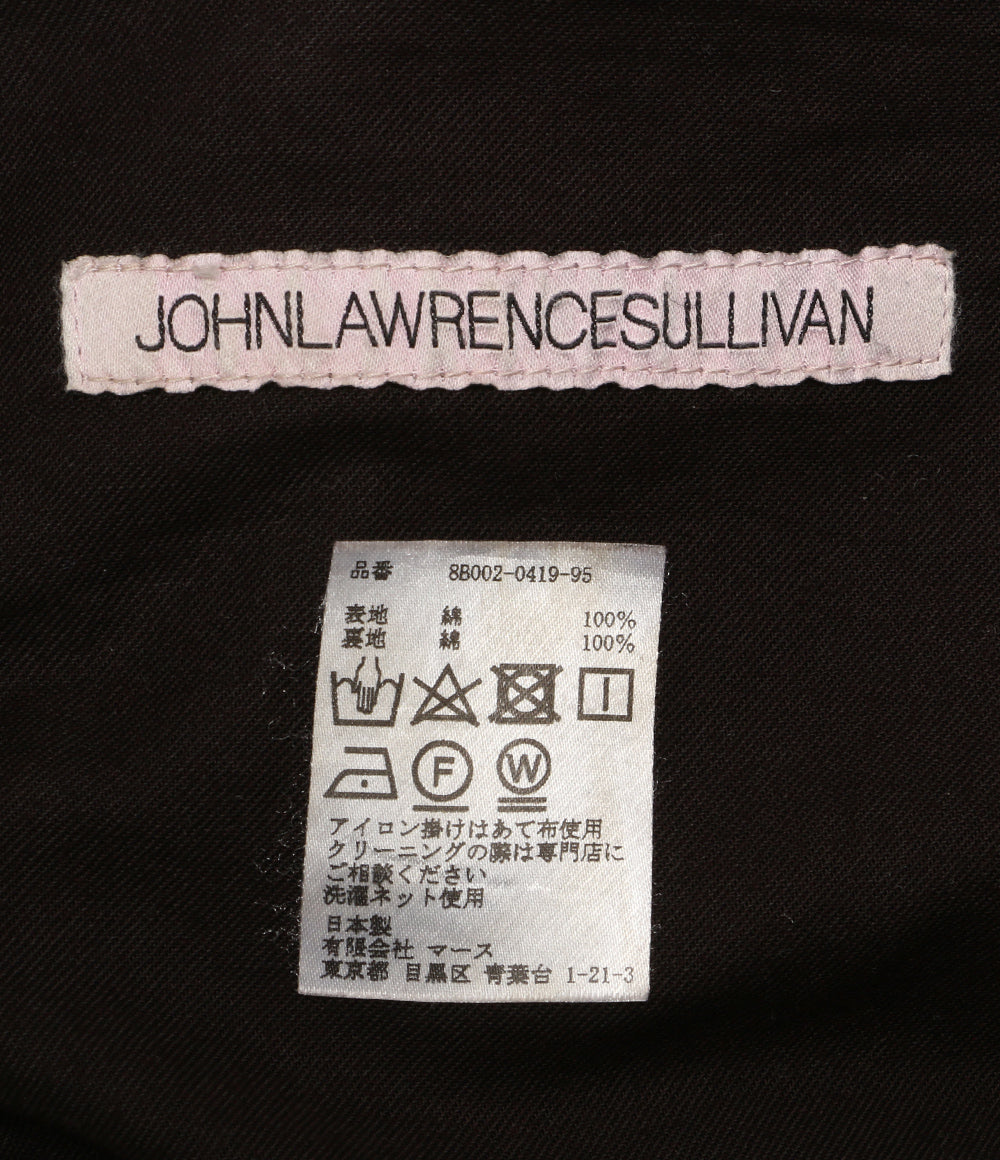 JOHNLAWRENCESULLIVAN
品番 8B002-0419-95
表地 綿 100%
裏地 綿 100%
F W
アイロン掛けはあて布使用
クリーニングの際は専門店に
ご相談ください
洗濯ネット使用
日本製
有限会社 マース
東京都 目黒区 青葉台 1-21-3